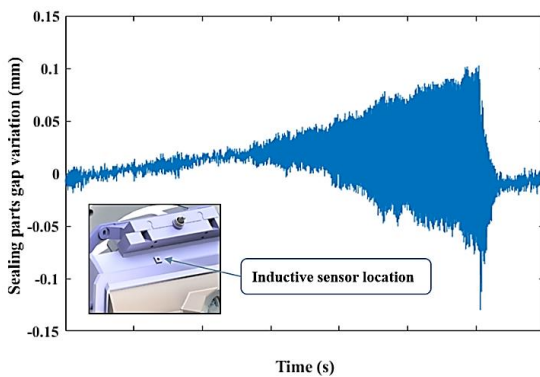 0.15
0.1
0.05
0
-0.05
-0.1
-0.15
Sealing parts gap variation (mm)
Inductive sensor location
Time (s)